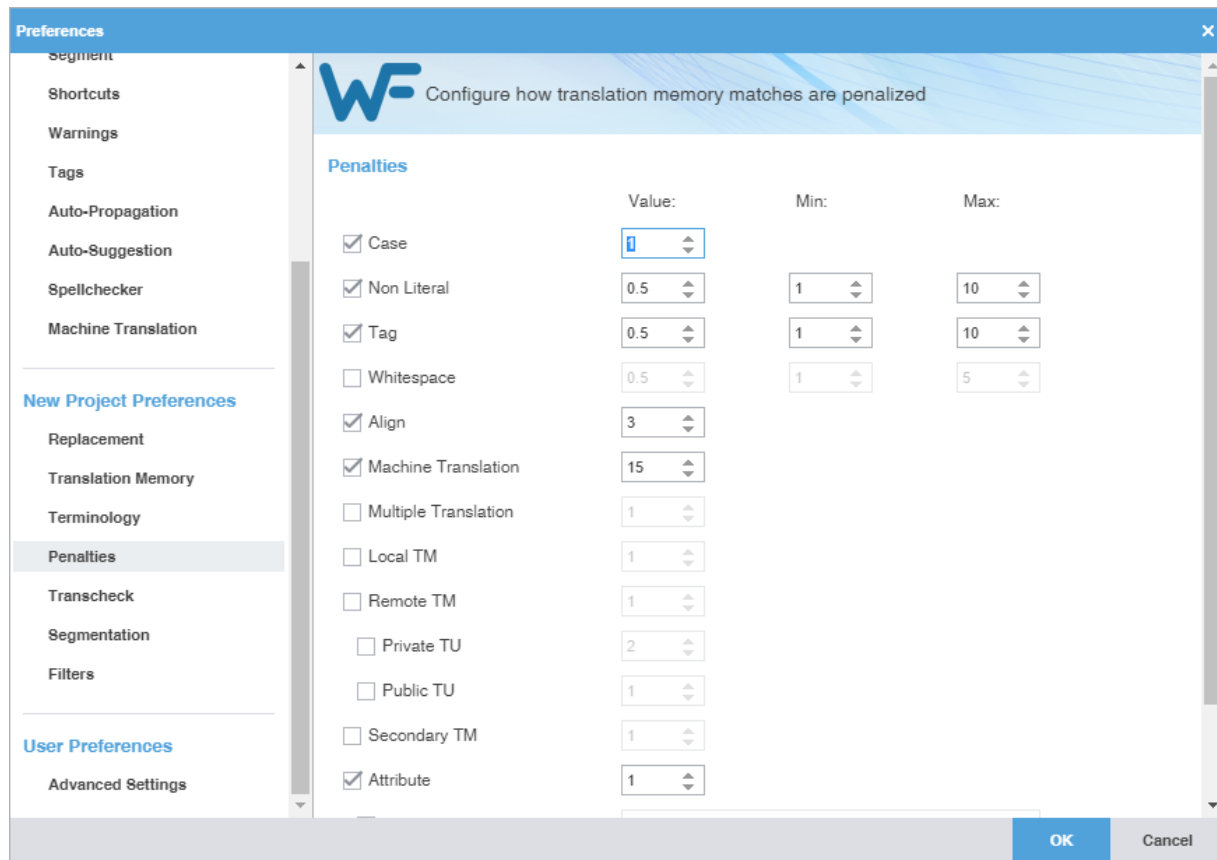 Preferences
Segment
Shortcuts
Warnings
Tags
Auto-Propagation
Auto-Suggestion
Spellchecker
Machine Translation
New Project Preferences
Replacement
Translation Memory
Terminology
Penalties
Transcheck
Segmentation
Filters
User Preferences
Advanced Settings
WF Configure how translation memory matches are penalized
Penalties
Value: Min: Max:
Case 1
Non Literal 0.5 1 10
Tag 0.5 1 10
Whitespace 0.5 1 5
Align 3
Machine Translation 15
Multiple Translation 1
Local TM 1
Remote TM 1
Private TU 2
Public TU 1
Secondary TM 1
Attribute 1
OK Cancel